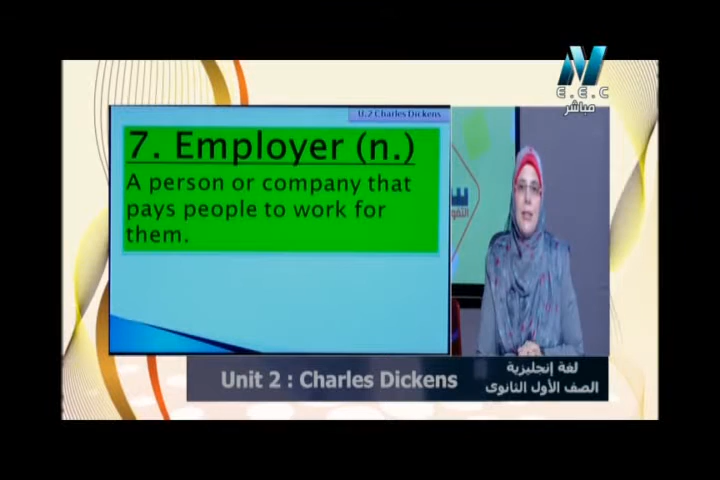 E.E.C
مباشر
U.2 Charles Dickens
7. Employer (n.)
A person or company that
pays people to work for
them.
لغة إنجليزية
Unit 2 : Charles Dickens
الصف الأول الثانوى